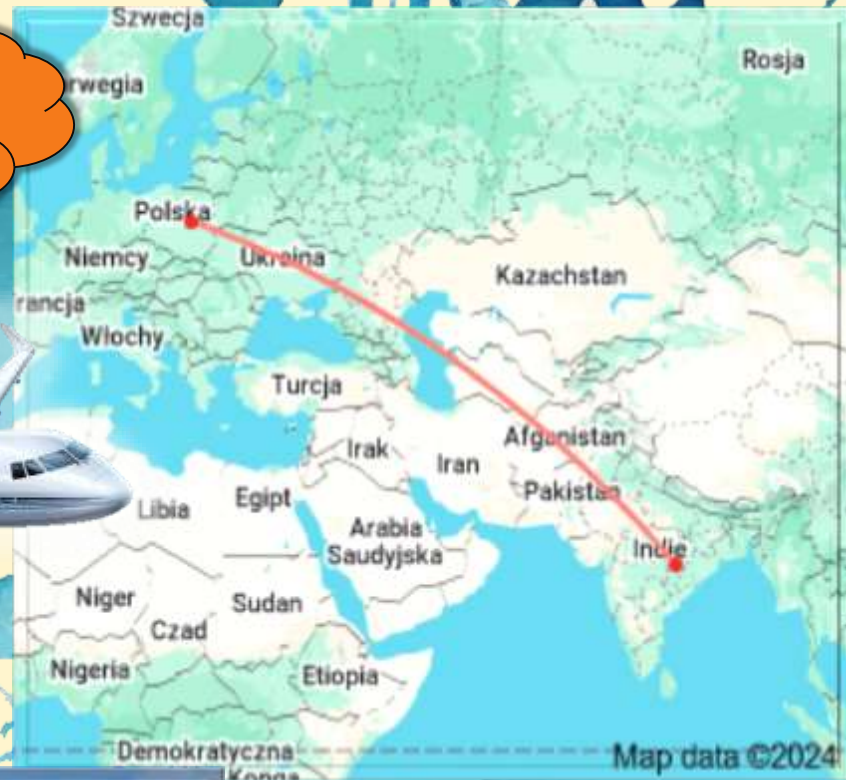 Szwecja
rwegia
Rosja
Polska
Niemcy
Ukraina
Kazachstan
rancja
Włochy
Turcja
Afganistan
Irak
Iran
Pakistan
Libia
Egipt
Arabia
Saudyjska
Indie
Niger
Sudan
Czad
Nigeria
Etiopia
Demokratyczna
Konga
Map data ©2024